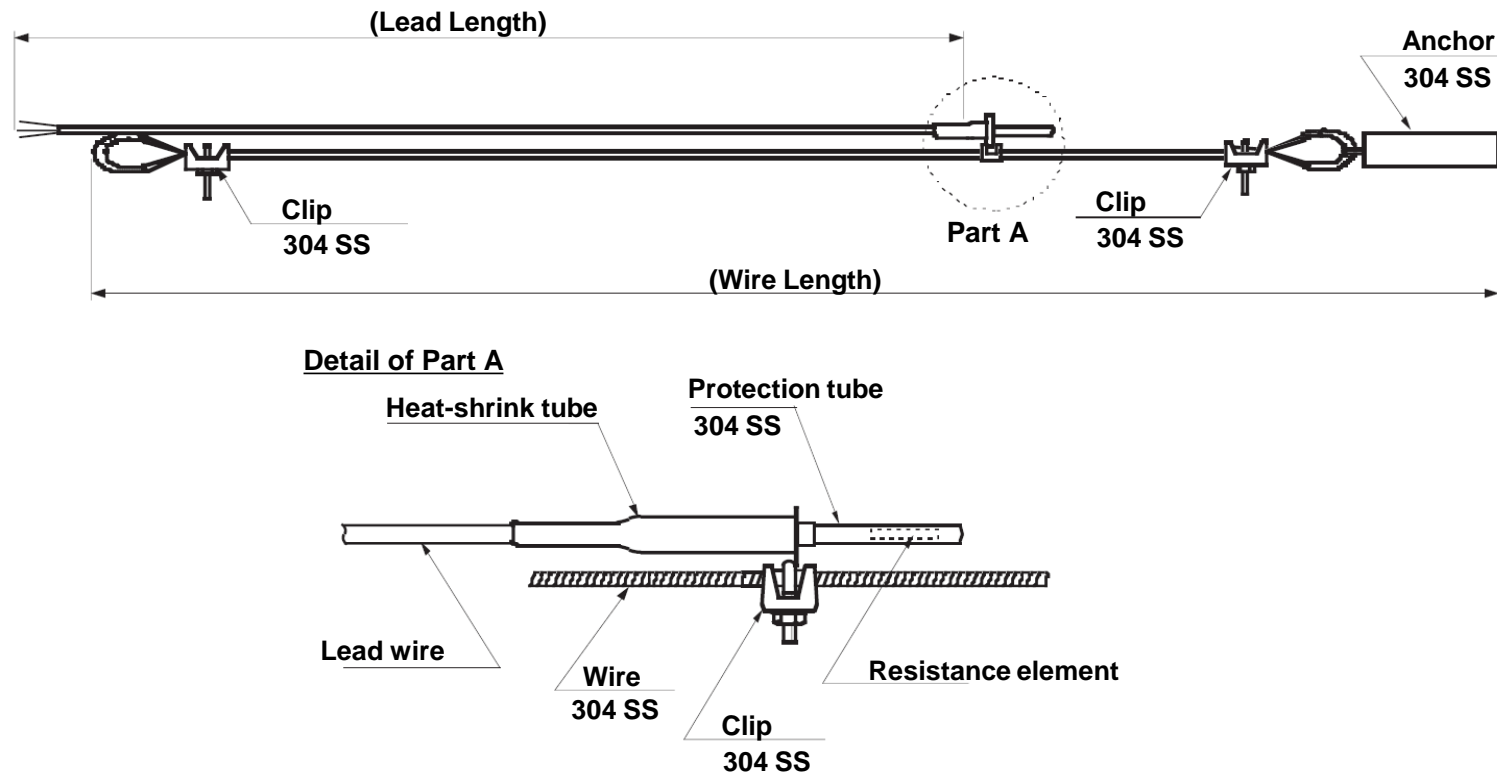 (Lead Length)
Anchor
304 SS
Clip
304 SS
Part A
Clip
304 SS
(Wire Length)
Detail of Part A
Heat-shrink tube
Protection tube
304 SS
Lead wire
Wire
304 SS
Clip
304 SS
Resistance element